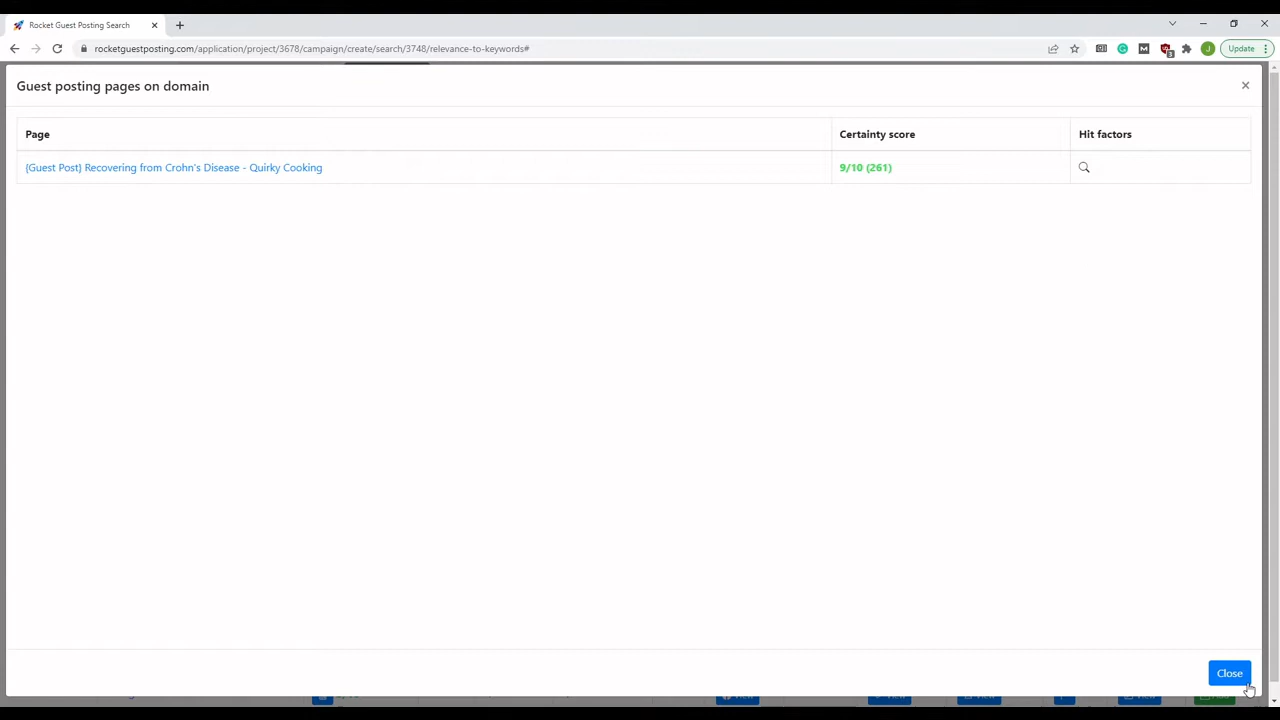 Rocket Guest Posting Search
rocketguestposting.com/application/project/3678/campaign/create/search/3748/relevance-to-keywords#
J
Update
Guest posting pages on domain
Page
Certainty score
Hit factors
{Guest Post} Recovering from Crohn's Disease - Quirky Cooking
9/10 (261)
Close